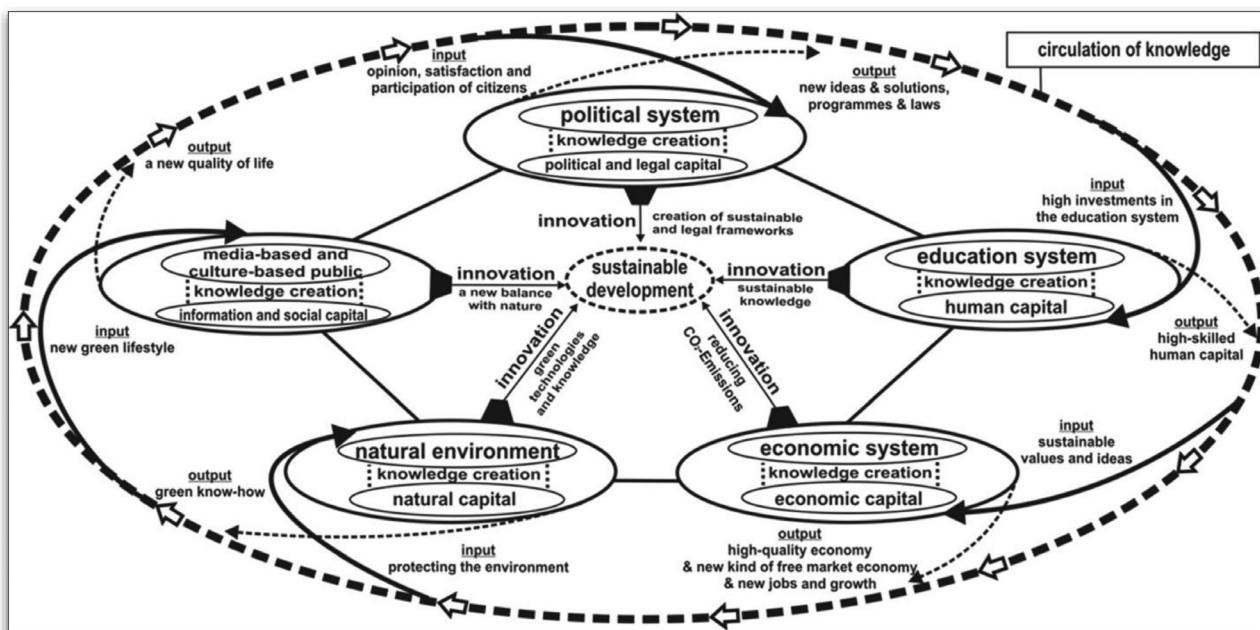 circulation of knowledge
input
opinion, satisfaction and
participation of citizens
output
new ideas & solutions,
programmes & laws
political system
knowledge creation
political and legal capital
output
a new quality of life
input
high investments in
the education system
innovation
creation of sustainable
and legal frameworks
media-based and
culture-based public
knowledge creation
information and social capital
innovation
a new balance
with nature
sustainable
development
innovation
sustainable
knowledge
education system
knowledge creation
human capital
input
new green lifestyle
output
high-skilled
human capital
innovation
green
technologies
and knowledge
innovation
reducing
CO₂-Emissions
natural environment
knowledge creation
natural capital
economic system
knowledge creation
economic capital
input
sustainable
values and ideas
output
green know-how
input
protecting the environment
output
high-quality economy
& new kind of free market economy
& new jobs and growth